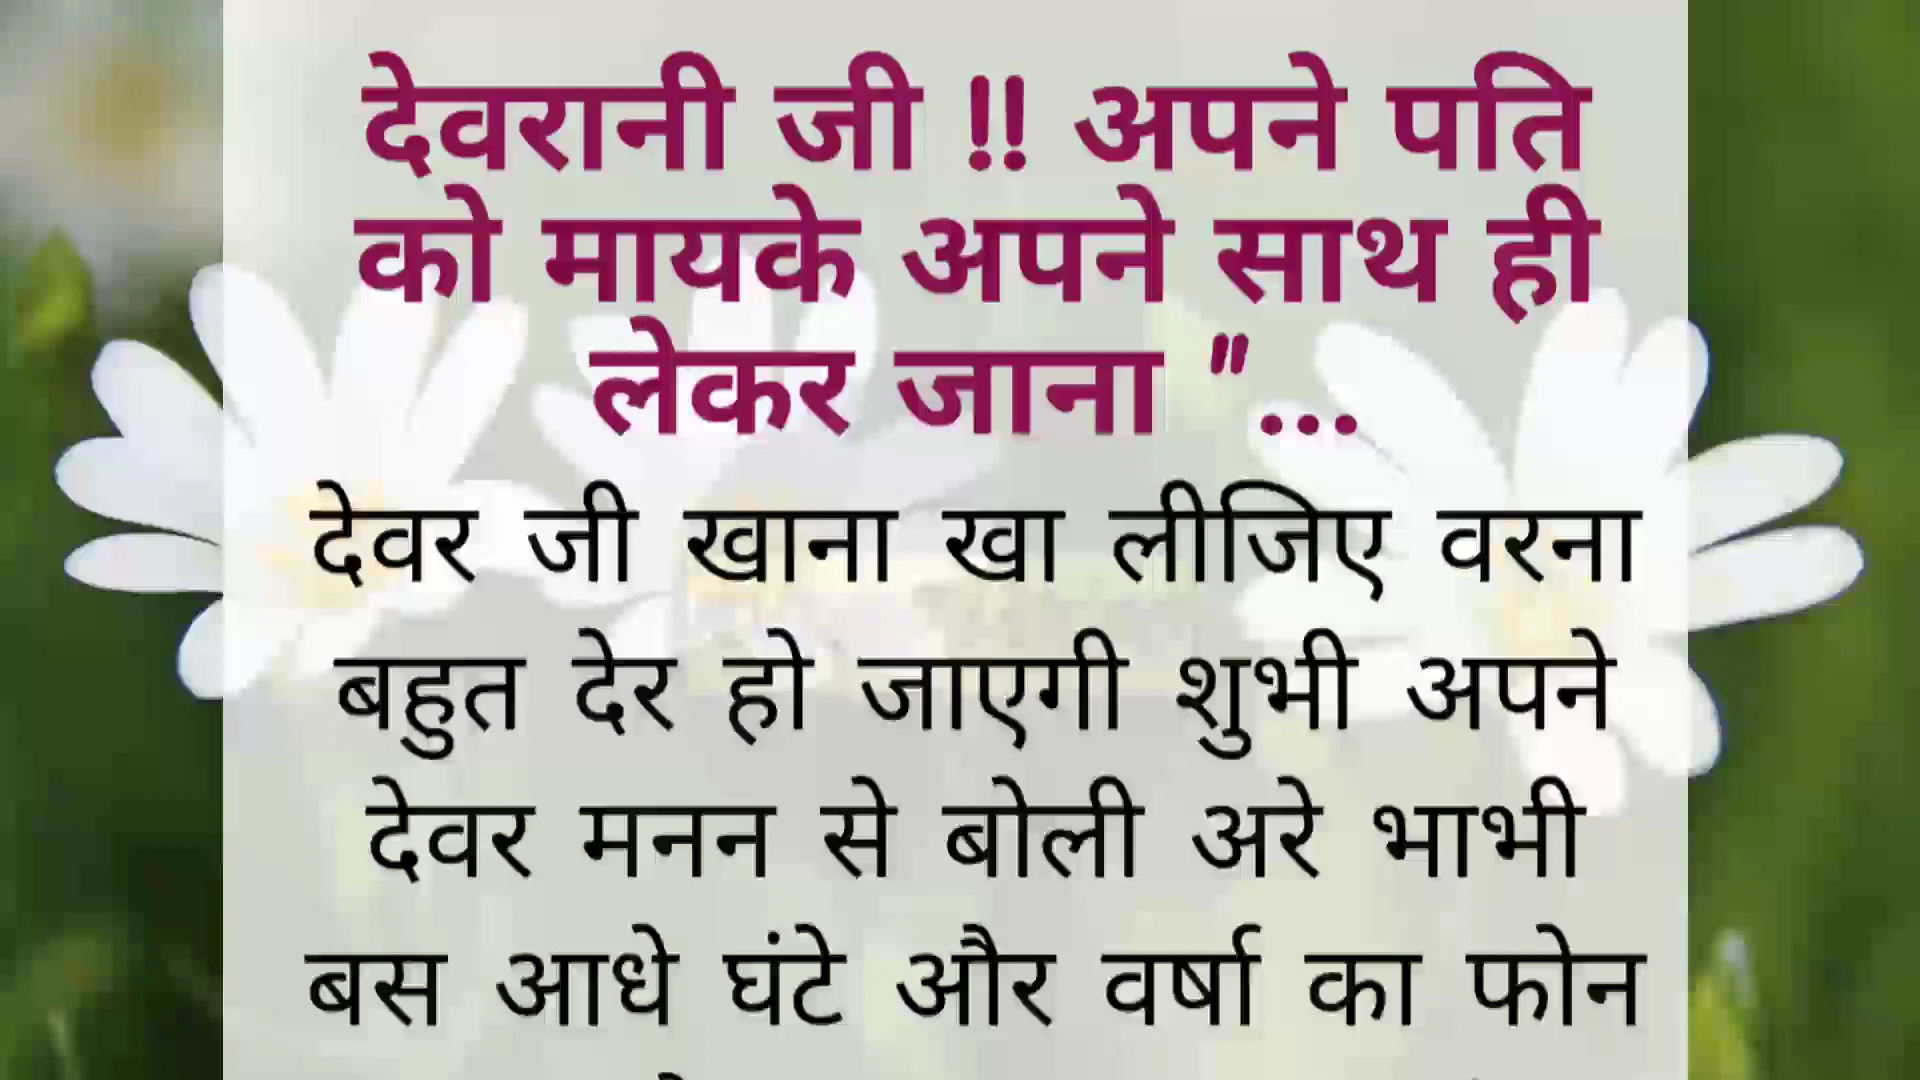 देवरानी जी !! अपने पति
को मायके अपने साथ ही
लेकर जाना "...
देवर जी खाना खा लीजिए वरना
बहुत देर हो जाएगी शुभी अपने
देवर मनन से बोली अरे भाभी
बस आधे घंटे और वर्षा का फोन